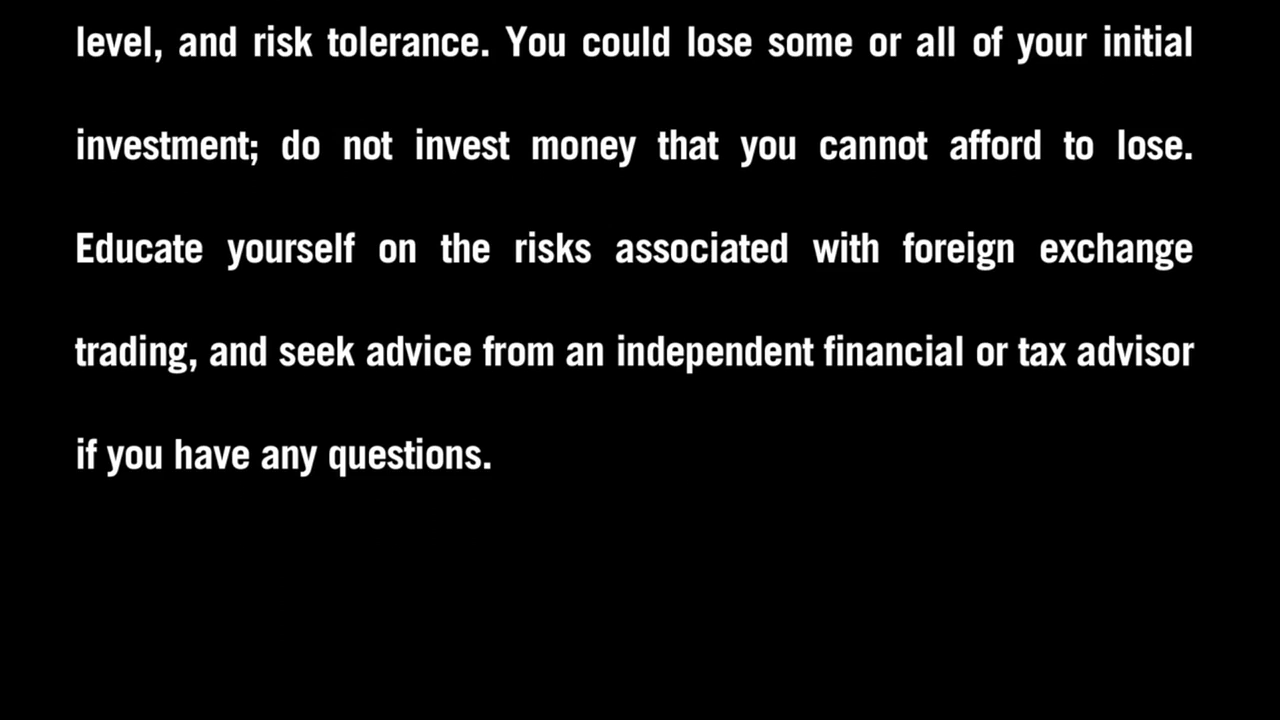 level, and risk tolerance. You could lose some or all of your initial
investment; do not invest money that you cannot afford to lose.
Educate yourself on the risks associated with foreign exchange
trading, and seek advice from an independent financial or tax advisor
if you have any questions.